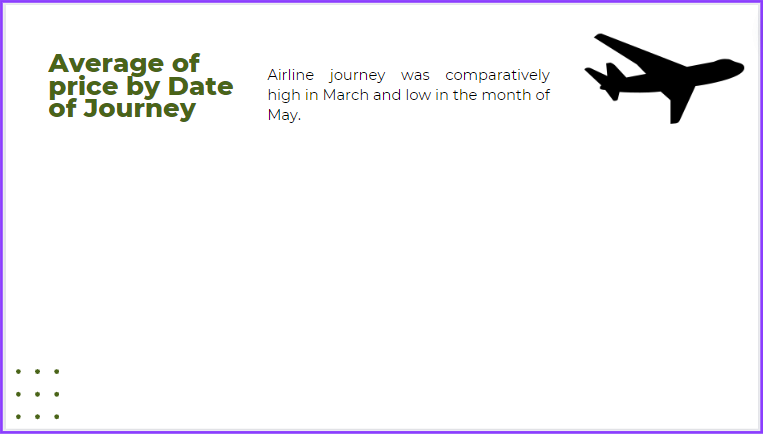 Average of
price by Date
of Journey
Airline journey was comparatively
high in March and low in the month of
May.